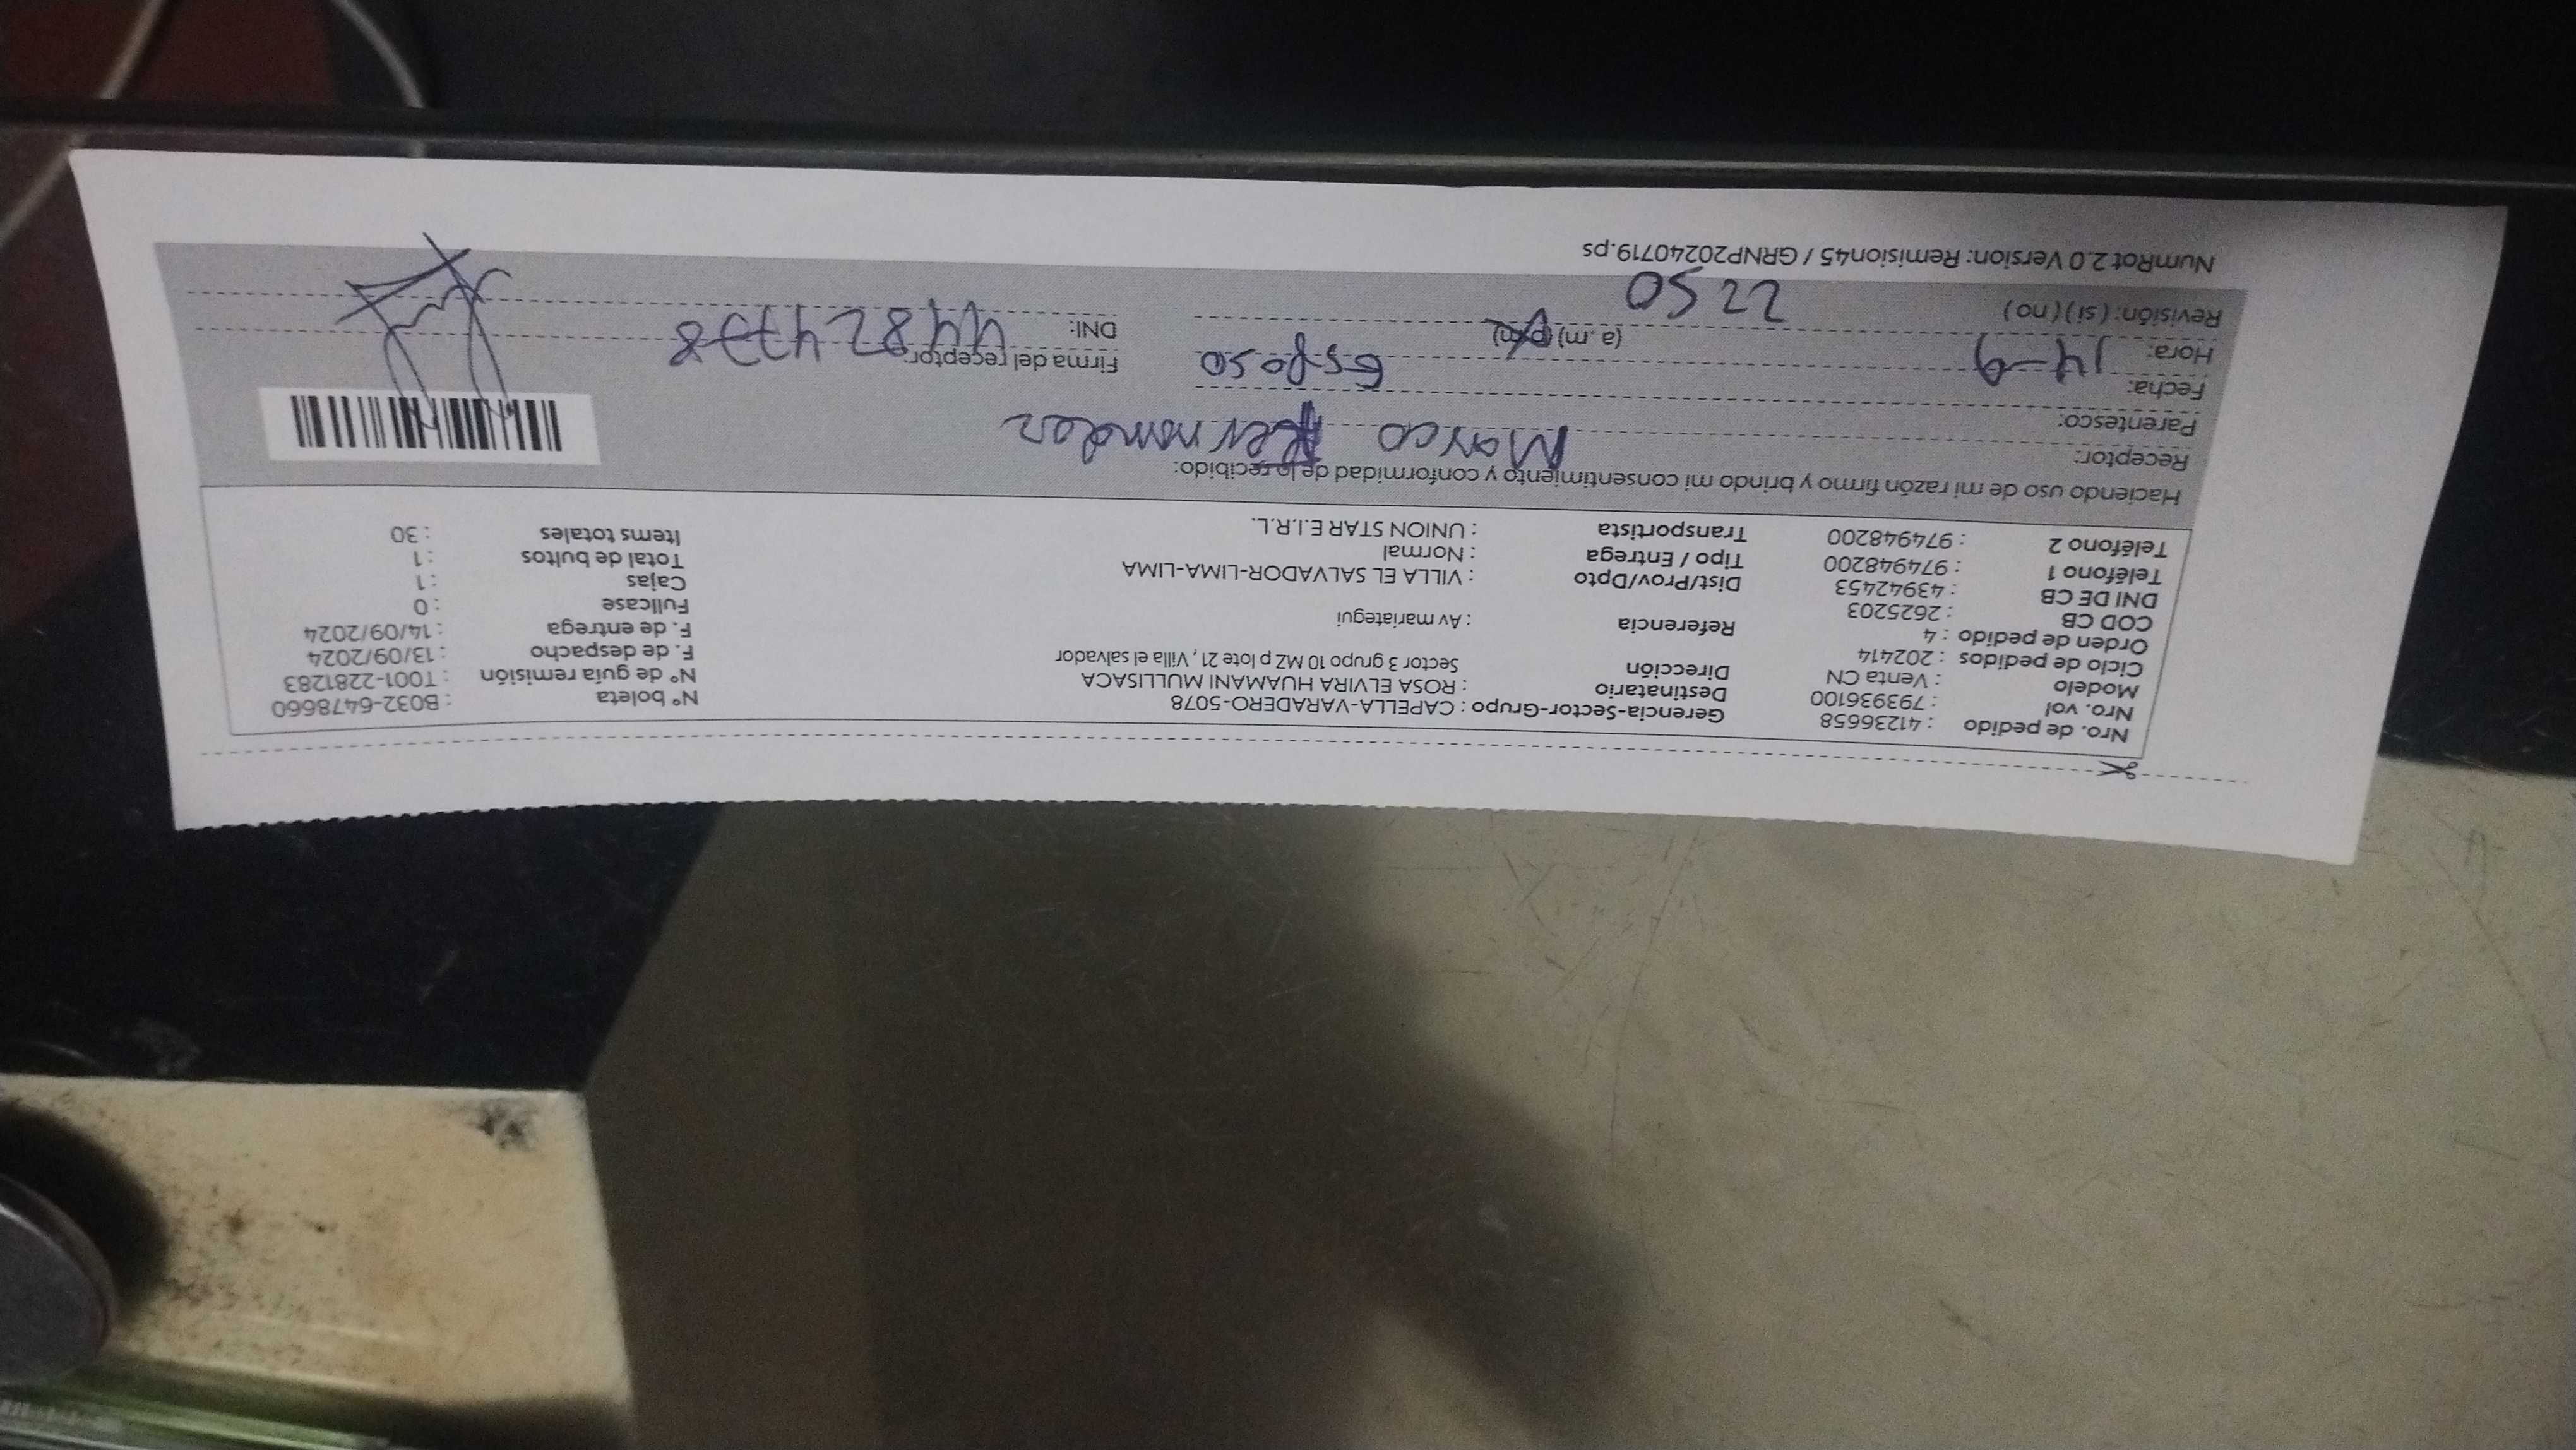 Nro. de pedido : 41236658 Gerencia-Sector-Grupo : CAPELLA-VARADERO-5078 N° boleta : B032-6478660
Nro. vol : 793936100 Destinatario : ROSA ELVIRA HUAMANI MULLISACA N° de guía remisión : T001-2281283
Modelo : Venta CN Dirección Sector 3 grupo 10 MZ p lote 21 , Villa el salvador F. de despacho : 13/09/2024
Ciclo de pedidos : 202414 F. de entrega : 14/09/2024
Orden de pedido : 4 Referencia : Av mariategui Fullcase : 0
COD CB : 2625203 Cajas : 1
DNI DE CB : 43942453 Dist/Prov/Dpto : VILLA EL SALVADOR-LIMA-LIMA Total de bultos : 1
Teléfono 1 : 974948200 Tipo / Entrega : Normal Items totales : 30
Teléfono 2 : 974948200 Transportista : UNION STAR E.I.R.L.
Haciendo uso de mi razón firmo y brindo mi consentimiento y conformidad de lo recibido:
Receptor: Marco Hernandez
Parentesco: esposo
Fecha: 14-9 Firma del receptor:
Hora: 22 50 (a.m) (p.m) DNI: 44824778
Revisión: (si) (no)
NumRot 2.0 Version: Remision45 / GRNP20240719.ps